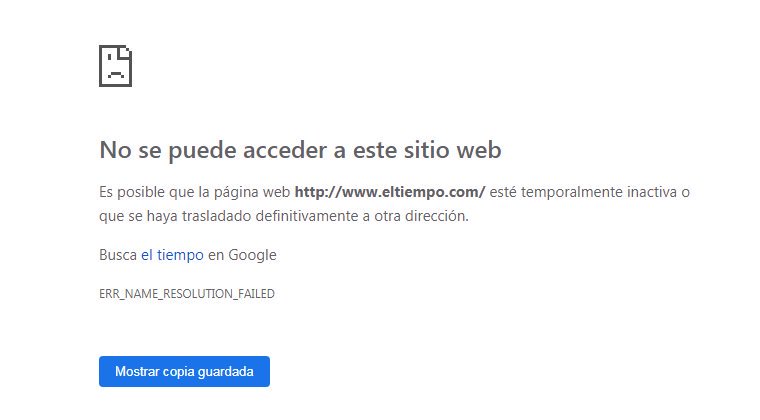 No se puede acceder a este sitio web
Es posible que la página web http://www.eltiempo.com/ esté temporalmente inactiva o
que se haya trasladado definitivamente a otra dirección.
Busca el tiempo en Google
ERR_NAME_RESOLUTION_FAILED
Mostrar copia guardada